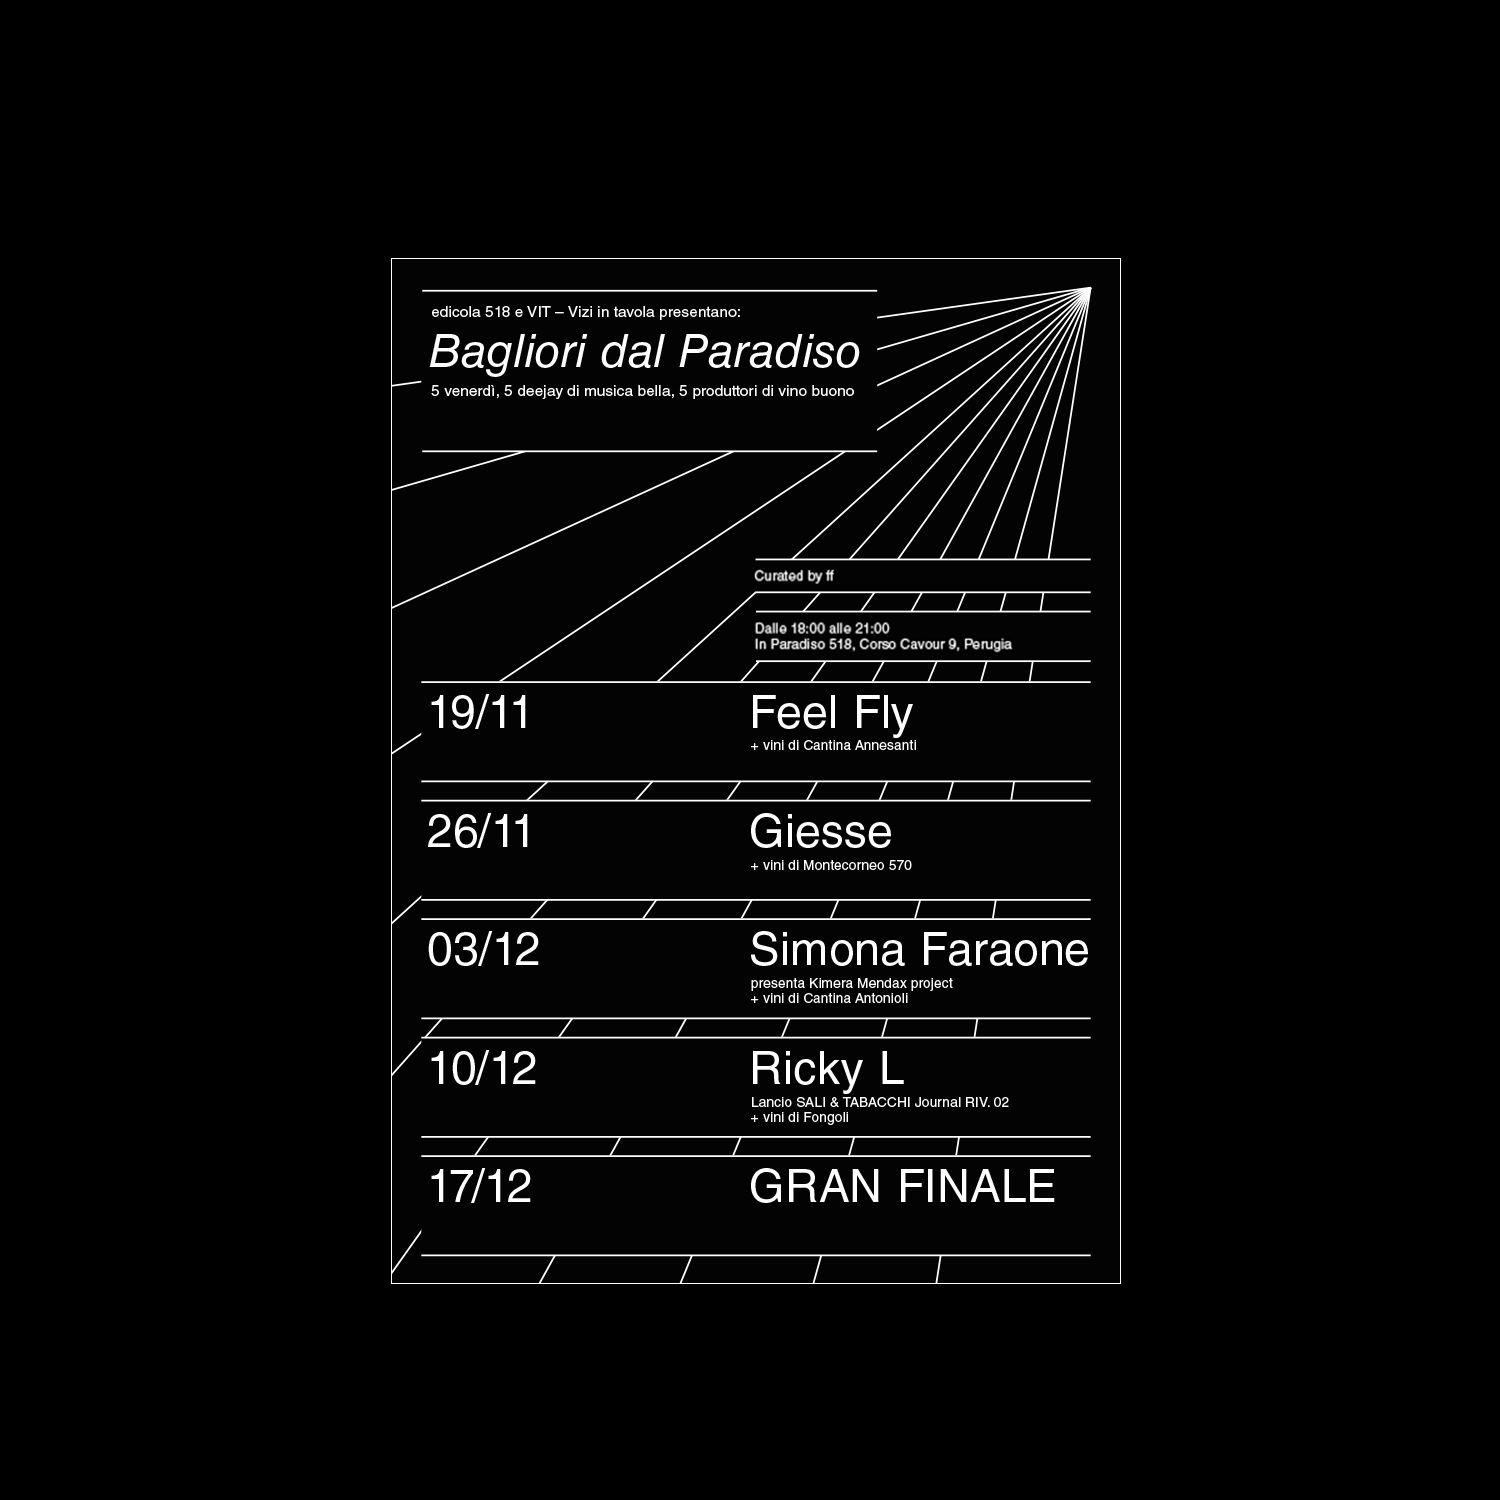 edicola 518 e VIT – Vizi in tavola presentano:
Bagliori dal Paradiso
5 venerdì, 5 deejay di musica bella, 5 produttori di vino buono
Curated by ff
Dalle 18:00 alle 21:00
In Paradiso 518, Corso Cavour 9, Perugia
19/11
Feel Fly
+ vini di Cantina Annesanti
26/11
Giesse
+ vini di Montecorneo 570
03/12
Simona Faraone
presenta Kimera Mendax project
+ vini di Cantina Antonioli
10/12
Ricky L
Lancio SALI & TABACCHI Journal RIV. 02
+ vini di Fongoli
17/12
GRAN FINALE